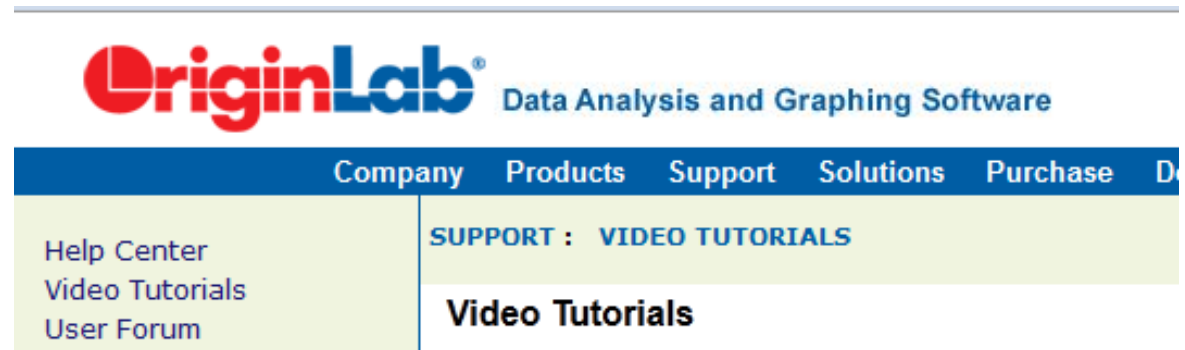 OriginLab® Data Analysis and Graphing Software
Company Products Support Solutions Purchase
Help Center
Video Tutorials
User Forum
SUPPORT : VIDEO TUTORIALS
Video Tutorials